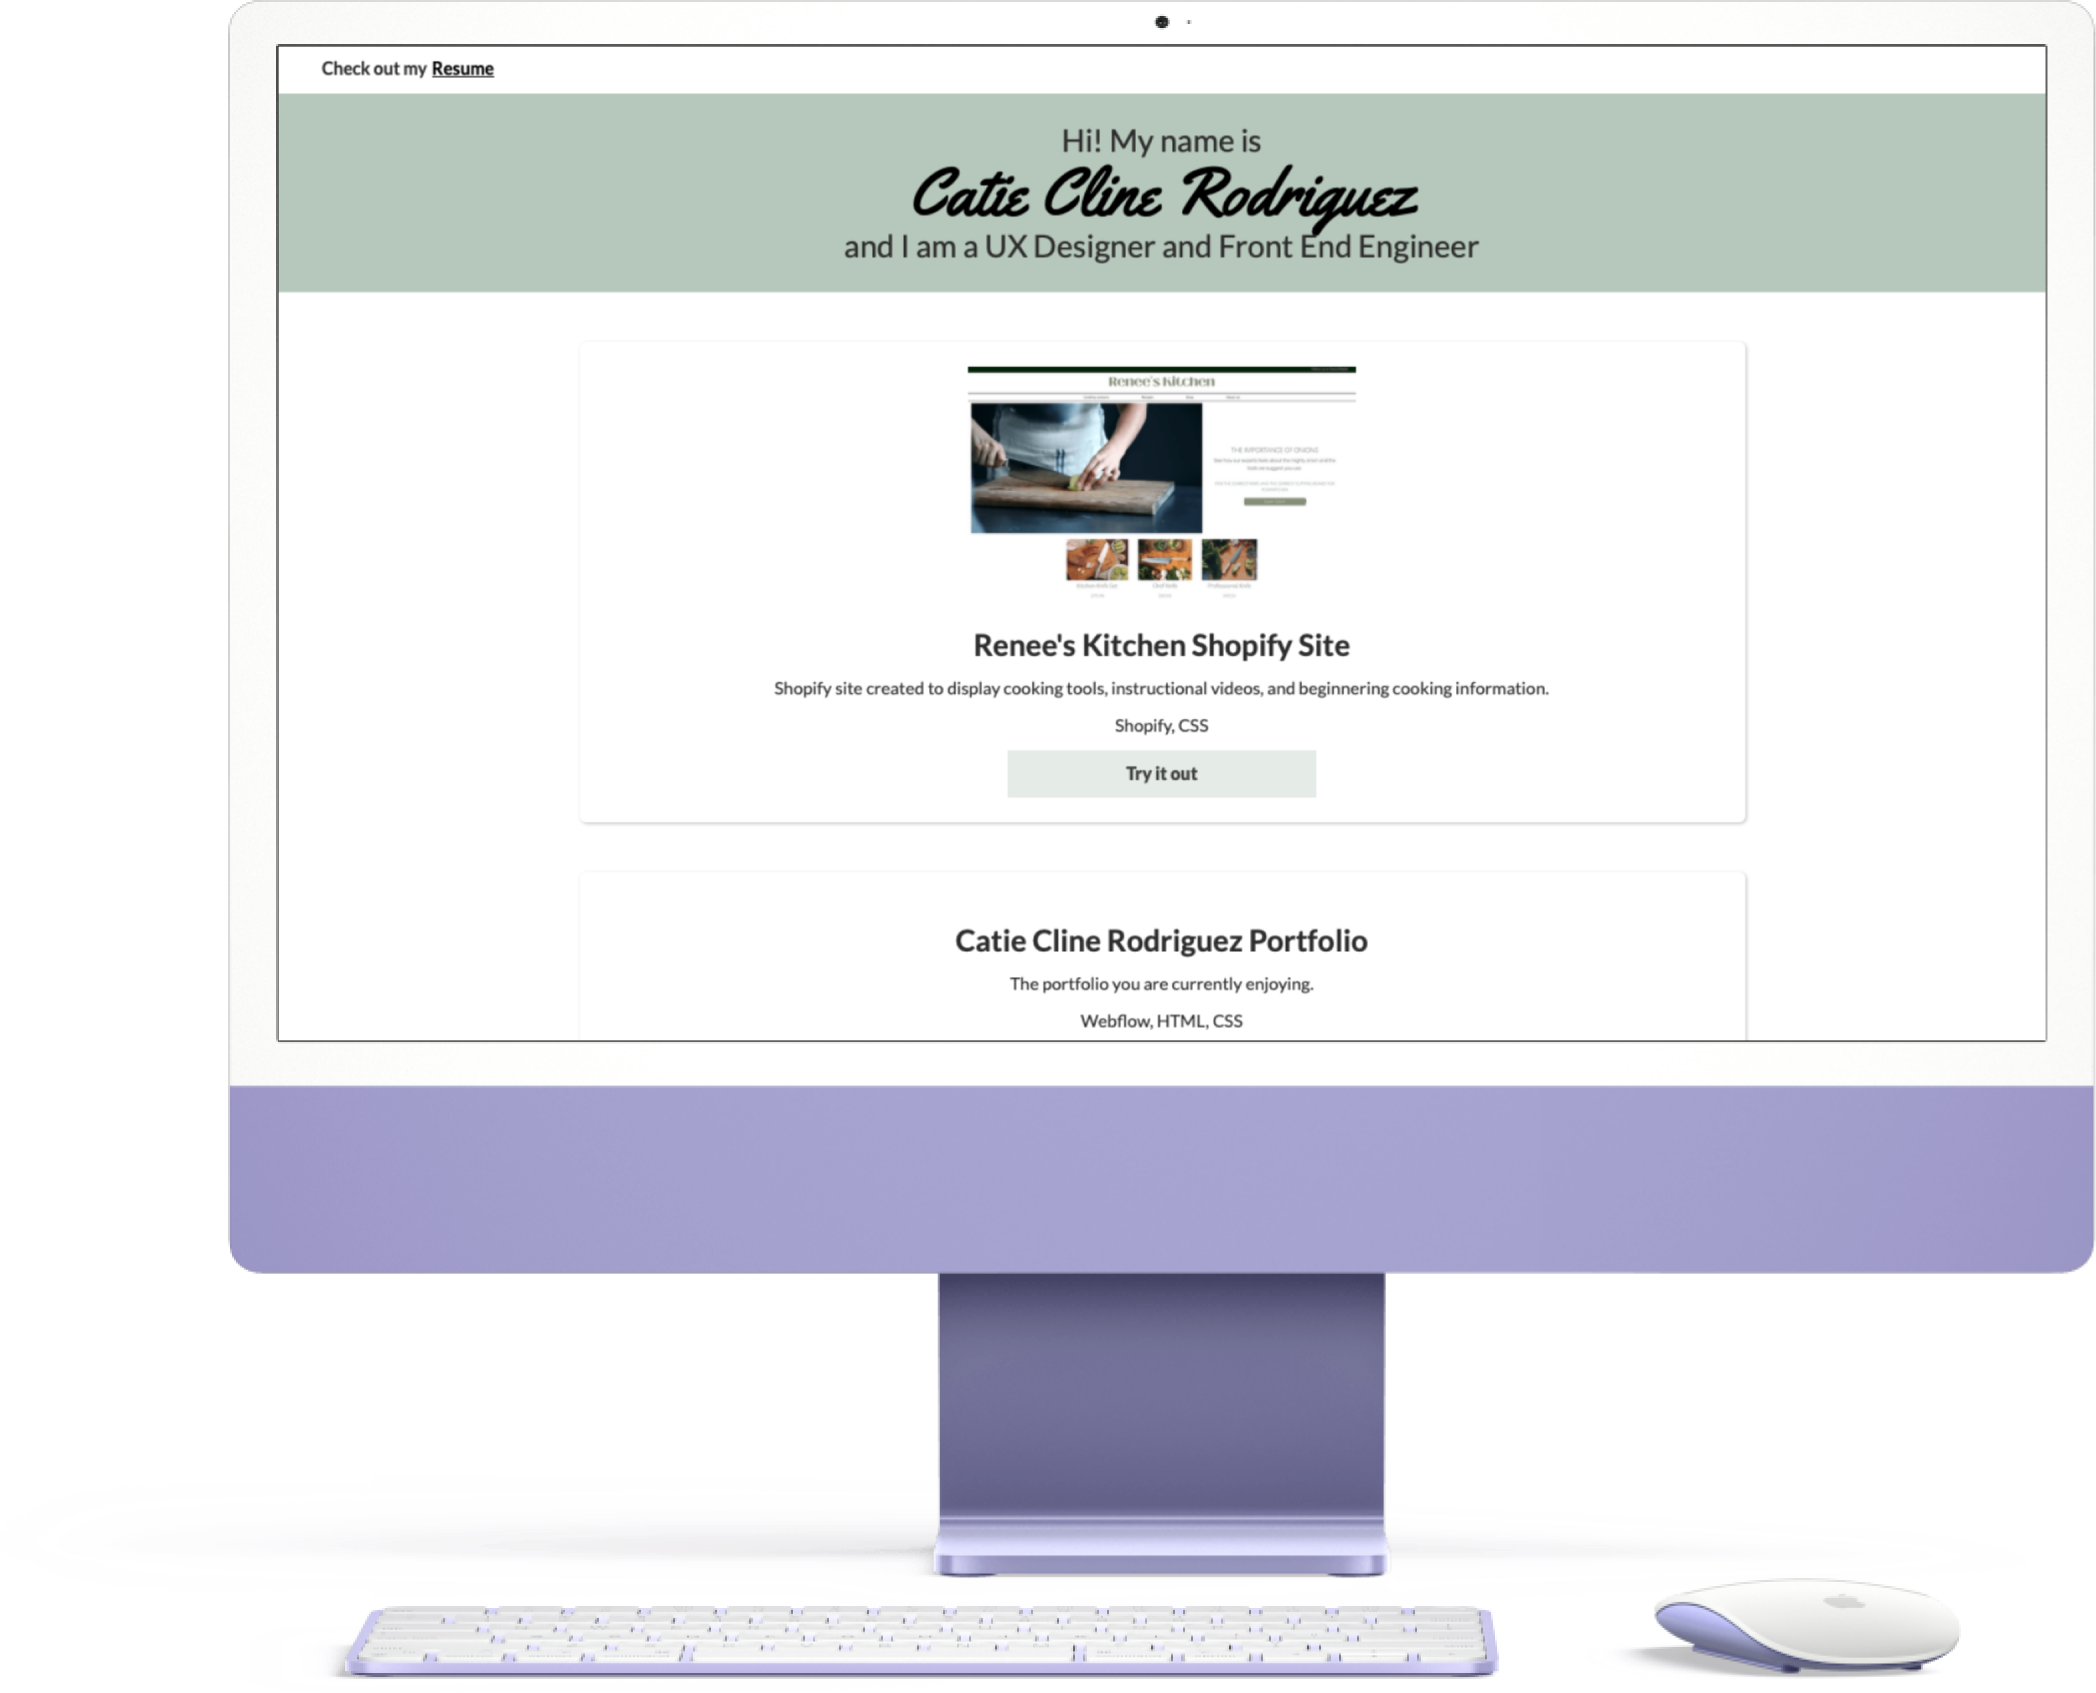 Check out my Resume
Hi! My name is
Catie Cline Rodriguez
and I am a UX Designer and Front End Engineer
Renee's Kitchen
THE IMPORTANCE OF ONIONS
Renee's Kitchen Shopify Site
Shopify site created to display cooking tools, instructional videos, and beginnering cooking information.
Shopify, CSS
Try it out
Catie Cline Rodriguez Portfolio
The portfolio you are currently enjoying.
Webflow, HTML, CSS